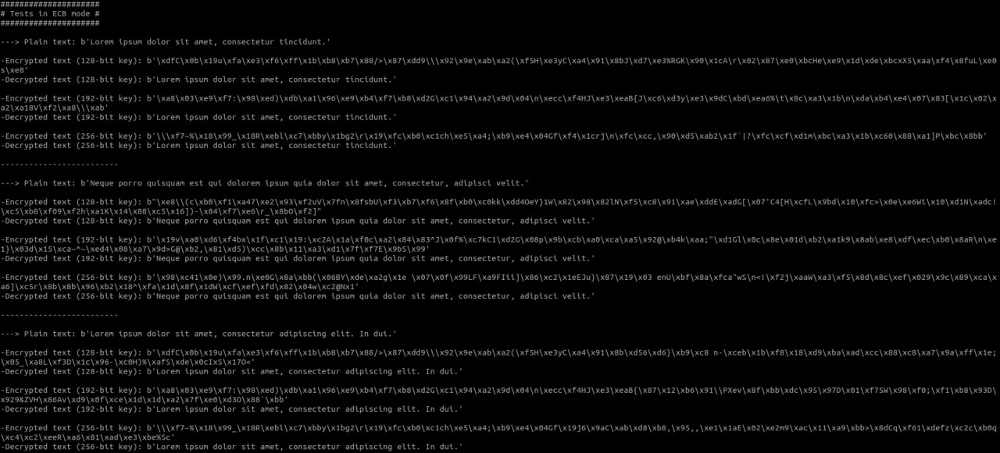 #####################
# Tests in ECB mode #
#####################
---> Plain text: b'Lorem ipsum dolor sit amet, consectetur tincidunt.'
-Encrypted text (128-bit key): b'\xdfC\x0b\x19u\xfa\xe3\xf6\xff\x1b\xb8\xb7\x88/>\x87\xdd9\\\x92\x9e\xab\xa2(\xf5H\xe3yC\xa4\x91\x8bJ\xd7\xe3%RGK\x90\x1cA\r\x02\x87\xe0\xbcHe\xe9\x1d\xde\xbcxX5\xaa\xf4\x8fuL\xe0
s\xe8'
-Decrypted text (128-bit key): b'Lorem ipsum dolor sit amet, consectetur tincidunt.'
-Encrypted text (192-bit key): b'\xa8\x03\xe9\xf7:\x98\xed)\xdb\xa1\x96\xe9\xb4\xf7\xb8\xd2G\xc1\x94\xa2\x9d\x04\n\xecc\xf4HJ\xe3\xeaB{J\xc6\xd3y\xe3\x9dC\xbd\xea6%\t\x8c\xa3\x1b\n\xda\xb4\xe4\x07\x83[\x1c\x02\x
a2\xa18V\xf2\xa8\\\xab'
-Decrypted text (192-bit key): b'Lorem ipsum dolor sit amet, consectetur tincidunt.'
-Encrypted text (256-bit key): b'\\\xf7~%\x18\x99_\x18R\xebl\xc7\xbby\x1bg2\r\x19\xfc\xb0\xc1ch\xe5\xa4;\xb9\xe4\x04Gf\xf4\x1crj\n\xfc\xcc,\x90\xd5\xab2\x1f`|?\xfc\xcf\xd1m\xbc\xa3\x1b\xc60\x88\xa1]P\xbc\x8bb'
-Decrypted text (256-bit key): b'Lorem ipsum dolor sit amet, consectetur tincidunt.'
-------------------------
---> Plain text: b'Neque porro quisquam est qui dolorem ipsum quia dolor sit amet, consectetur, adipisci velit.'
-Encrypted text (128-bit key): b"\xe8\\(c\xb0\xf1\xa47\xe2\x93\xf2uV\x7fn\x8fsbU\xf3\xb7\xf6\x8f\xb0\xc0kk\xdd4OeY}1W\x82\x98\x82lN\xf5\xc8\x91\xae\xddE\xadG[\x07'C4[H\xcfL\x9bd\x10\xfc>\x0e\xe6Wi\x10\xd1N\xadc!
\xc5\xb8\xf09\xf2h\xa1K\x14\x88\xc5\x16])-\x84\xf7\xe6\r_\x8bO\xf2]"
-Decrypted text (128-bit key): b'Neque porro quisquam est qui dolorem ipsum quia dolor sit amet, consectetur, adipisci velit.'
-Encrypted text (192-bit key): b'\x19v\xa0\xd6\xf4bx\x1f\xc1\x19:\xc2A\x1a\xf0c\xa2\x84\x83^J\x0f%\xc7kC1\xd2G\x08p\x9b\xcb\xa0\xca\xa5\x92@\xb4k\xaa;"\xd1Gl\x0c\x8e\x01d\xb2\xa1k9\x8ab\xe8\xdf\xec\xb0\x8aR\n\xe
1}\x03d\x15\xca~^~\xed4\x08\xa7\x9d>G@\xb2,\x81\xd5)\xcc\x8b\x11\xa3\xd1\x7f\xf7E\x9bS\x99'
-Decrypted text (192-bit key): b'Neque porro quisquam est qui dolorem ipsum quia dolor sit amet, consectetur, adipisci velit.'
-Encrypted text (256-bit key): b'\x98\xc41\x0e)\x99.n\xe0G\x8a\xbb(\x06BY\xde\xa2g\x1e \x07\x0f\x99LF\xa9FIii]\x86\xc2\x1eEJu}\x87\x19\x03 enU\xbf\x8a\xfca"wS\n<!\xf2j\xaaW\xa3\xf5\x8d\x8c\xef\x029\x9c\x89\xca\x
a6]\xc5r\x8b\x8b\x96\xb2\x18^\xfa\x1d\x8f\x1dW\xcf\xef\xfd\x82\x04w\xc2@Nx1'
-Decrypted text (256-bit key): b'Neque porro quisquam est qui dolorem ipsum quia dolor sit amet, consectetur, adipisci velit.'
-------------------------
---> Plain text: b'Lorem ipsum dolor sit amet, consectetur adipiscing elit. In dui.'
-Encrypted text (128-bit key): b'\xdfC\x0b\x19u\xfa\xe3\xf6\xff\x1b\xb8\xb7\x88/>\x87\xdd9\\\x92\x9e\xab\xa2(\xf5H\xe3yC\xa4\x91\x8b\xd56\xd6}\xb9\xc8 n-\xceb\x1b\xf8\x18\xd9\xba\xad\xcc\x88\xc8\xa7\x9a\xff\x1e;
\x05_\xa8L\xf3D\x1c\x96-\xc0H)%\xafS\xde\x0cIxS\x17O<'
-Decrypted text (128-bit key): b'Lorem ipsum dolor sit amet, consectetur adipiscing elit. In dui.'
-Encrypted text (192-bit key): b'\xa8\x03\xe9\xf7:\x98\xed)\xdb\xa1\x96\xe9\xb4\xf7\xb8\xd2G\xc1\x94\xa2\x9d\x04\n\xecc\xf4HJ\xe3\xeaB{\x87\x12\xb6\x91\\PXev\x8f\xbb\xdc\x95\x97D\x01\xf75W\x98\xf0;\xf1\xb8\x93D\
x929&ZVH\x86Av\xd9\x0f\xce\x1d\x1d\xa2\x7f\xe0\xd3O\x88`\xbb'
-Decrypted text (192-bit key): b'Lorem ipsum dolor sit amet, consectetur adipiscing elit. In dui.'
-Encrypted text (256-bit key): b'\\\xf7~%\x18\x99_\x18R\xebl\xc7\xbby\x1bg2\r\x19\xfc\xb0\xc1ch\xe5\xa4;\xb9\xe4\x04Gf\x19j6\x9aC\xab\xd8\xb8,\x95,,\xe1\x1aE\x02\xe2m9\xac\x11\xa9\xbb>\x8dCq\xf61\xdefz\xc2c\xb0q
\xc4\xc2\xeeR\xa6\x81\xad\xe3\xbe%Sc'
-Decrypted text (256-bit key): b'Lorem ipsum dolor sit amet, consectetur adipiscing elit. In dui.'